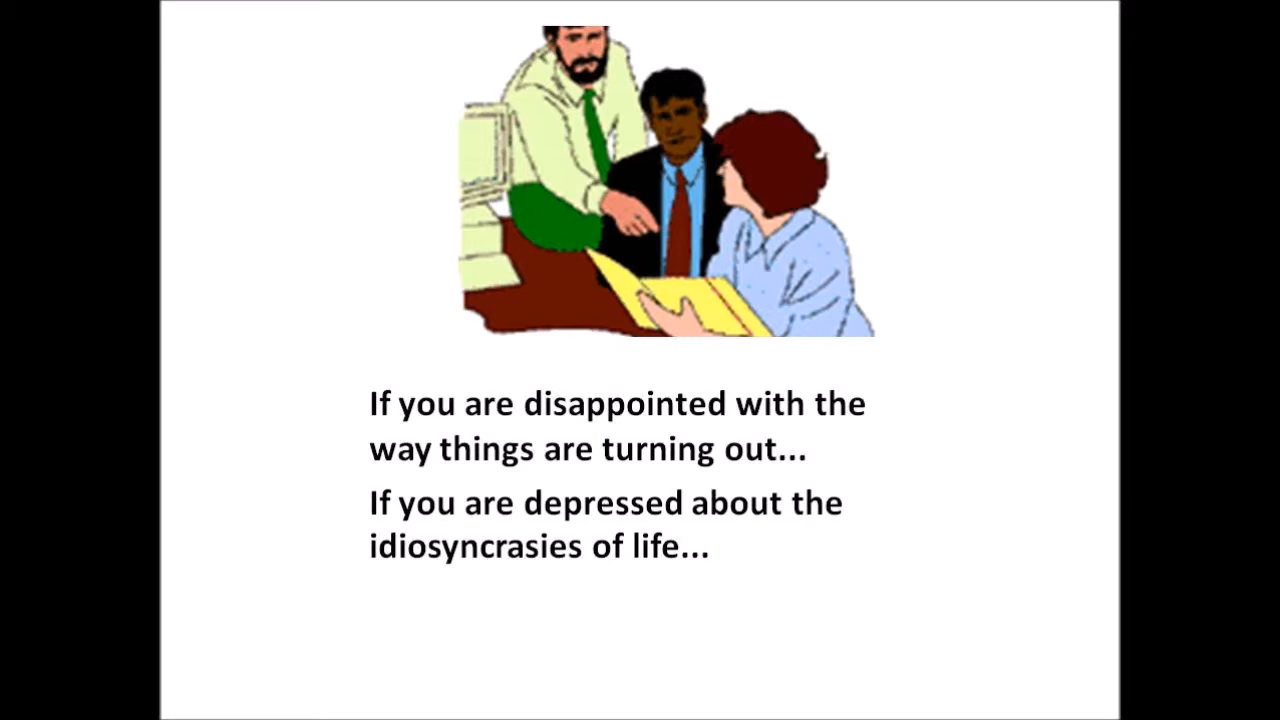 If you are disappointed with the
way things are turning out...
If you are depressed about the
idiosyncrasies of life...